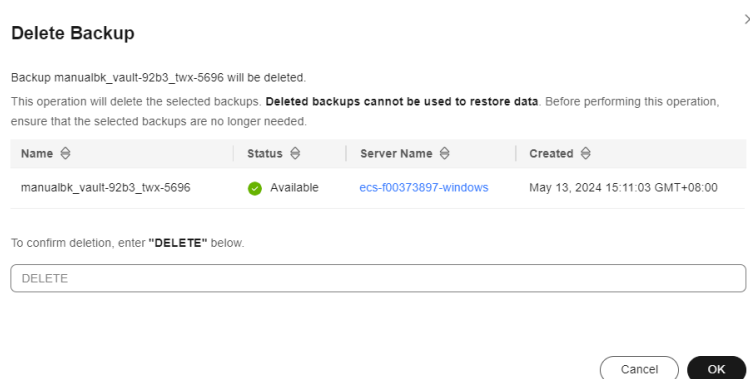 Delete Backup
Backup manualbk_vault-92b3_twx-5696 will be deleted.
This operation will delete the selected backups. Deleted backups cannot be used to restore data. Before performing this operation,
ensure that the selected backups are no longer needed.
Name Status Server Name Created
manualbk_vault-92b3_twx-5696 Available ecs-f00373897-windows May 13, 2024 15:11:03 GMT+08:00
To confirm deletion, enter "DELETE" below.
DELETE
Cancel OK